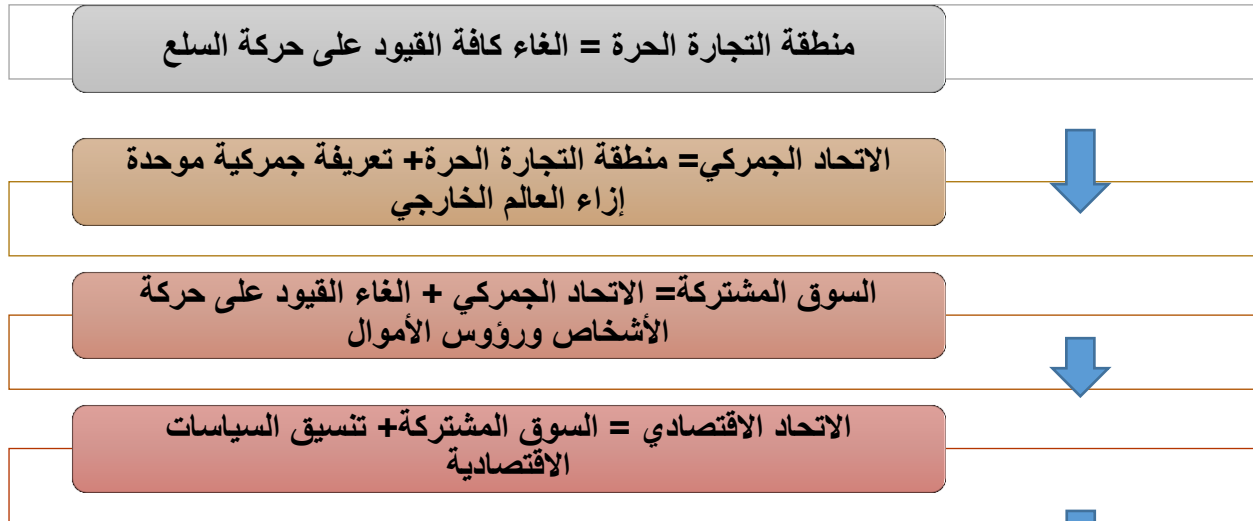 منطقة التجارة الحرة = الغاء كافة القيود على حركة السلع
الاتحاد الجمركي= منطقة التجارة الحرة+ تعريفة جمركية موحدة
إزاء العالم الخارجي
السوق المشتركة= الاتحاد الجمركي + الغاء القيود على حركة
الأشخاص ورؤوس الأموال
الاتحاد الاقتصادي = السوق المشتركة+ تنسيق السياسات
الاقتصادية